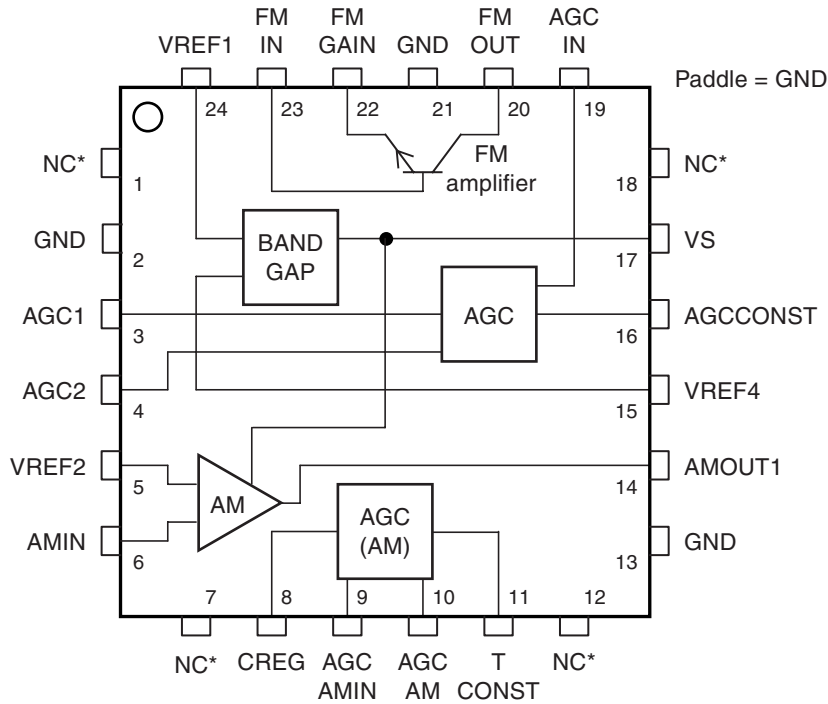 VREF1
FM
IN
FM
GAIN
GND
FM
OUT
AGC
IN
Paddle = GND
24
23
22
21
20
19
NC*
1
GND
2
AGC1
3
AGC2
4
VREF2
5
AMIN
6
FM
amplifier
BAND
GAP
AGC
AM
AGC
(AM)
NC*
18
VS
17
AGCCONST
16
VREF4
15
AMOUT1
14
GND
13
7
8
9
10
11
12
NC*
CREG
AGC
AMIN
AGC
AM
T
CONST
NC*